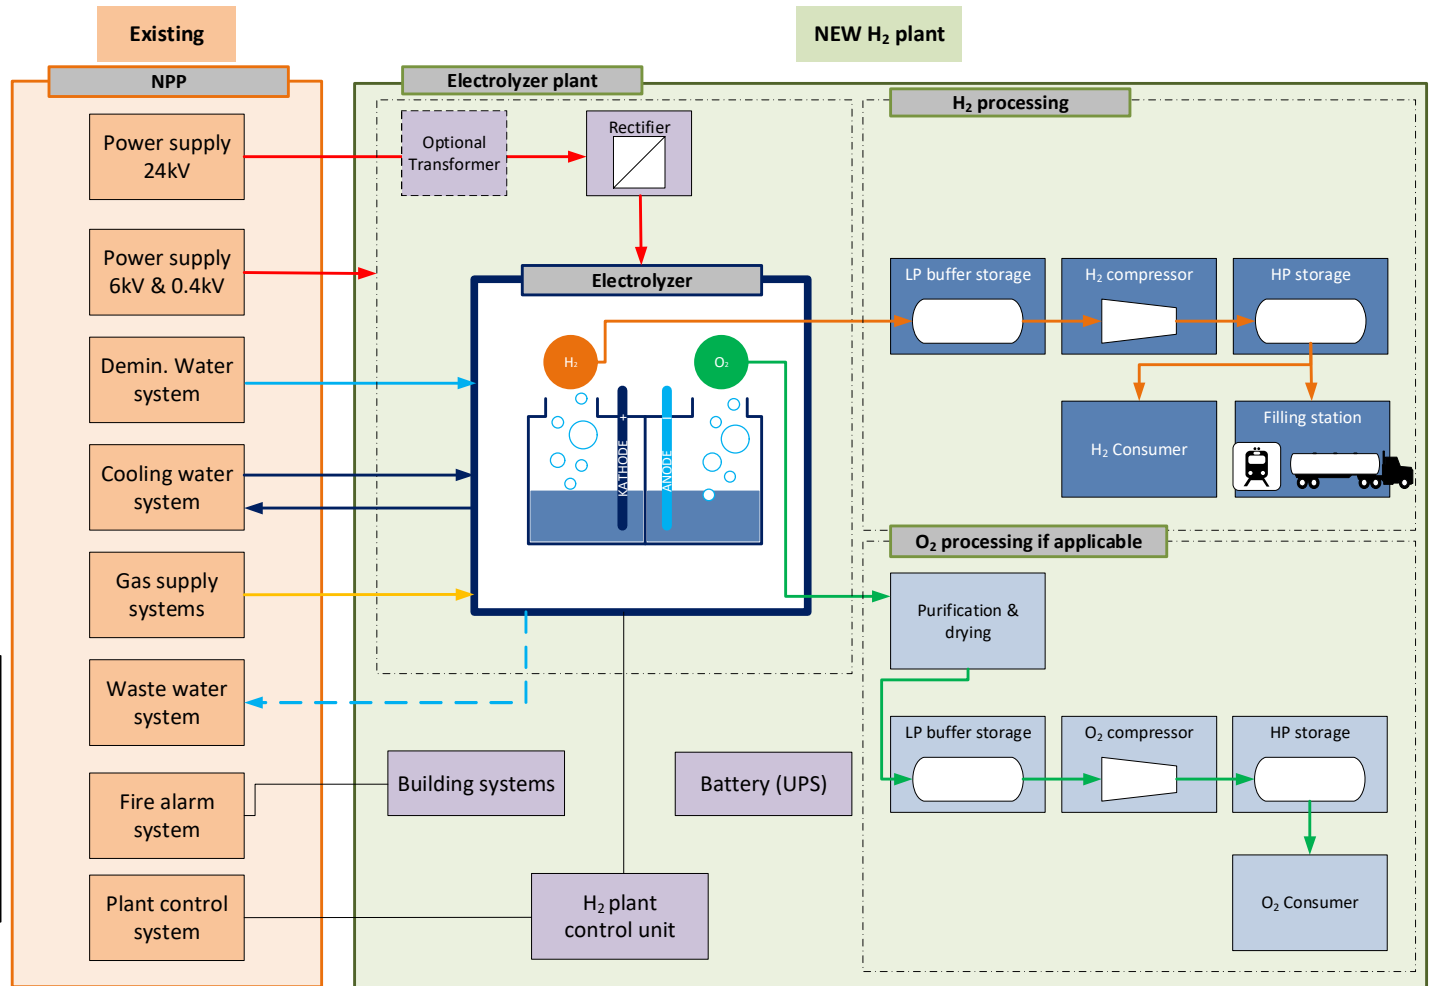 Existing
NEW H₂ plant
NPP
Power supply
24kV
Power supply
6kV & 0.4kV
Demin. Water
system
Cooling water
system
Gas supply
systems
Waste water
system
Fire alarm
system
Plant control
system
Electrolyzer plant
Optional
Transformer
Rectifier
Electrolyzer
H₂
O₂
KATHODE
+
ANODE
Building systems
Battery (UPS)
H₂ plant
control unit
H₂ processing
LP buffer storage
H₂ compressor
HP storage
H₂ Consumer
Filling station
O₂ processing if applicable
Purification &
drying
LP buffer storage
O₂ compressor
HP storage
O₂ Consumer